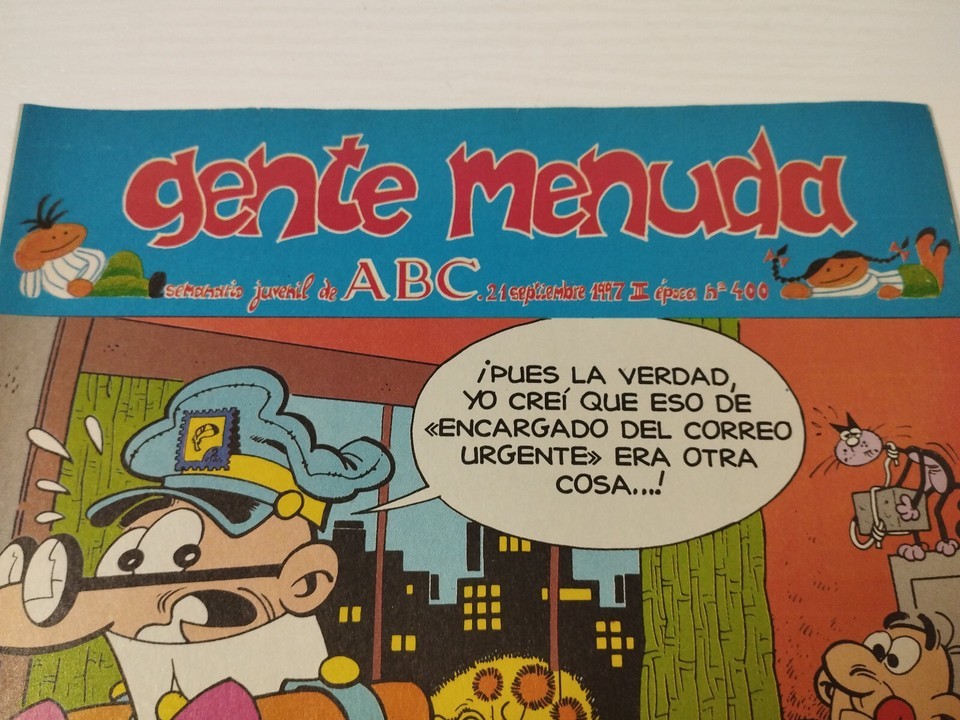 gente menuda
semanario juvenil de ABC. 21 septiembre 1997 II época nº 400
¡PUES LA VERDAD,
YO CREÍ QUE ESO DE
«ENCARGADO DEL CORREO
URGENTE» ERA OTRA
COSA...!